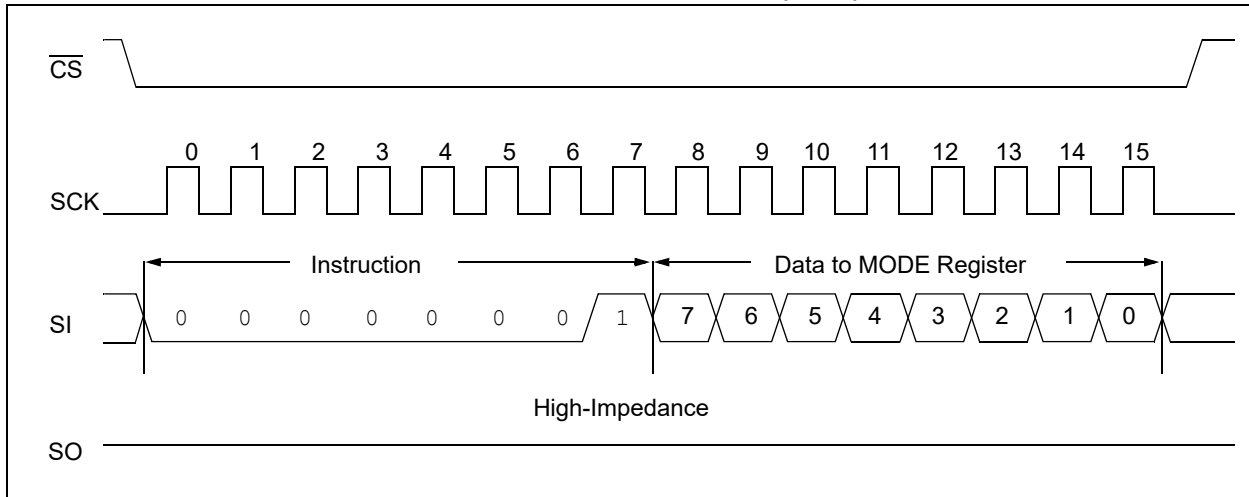 CS
0 1 2 3 4 5 6 7 8 9 10 11 12 13 14 15
SCK
Instruction Data to MODE Register
SI 0 0 0 0 0 0 0 1 7 6 5 4 3 2 1 0
High-Impedance
SO